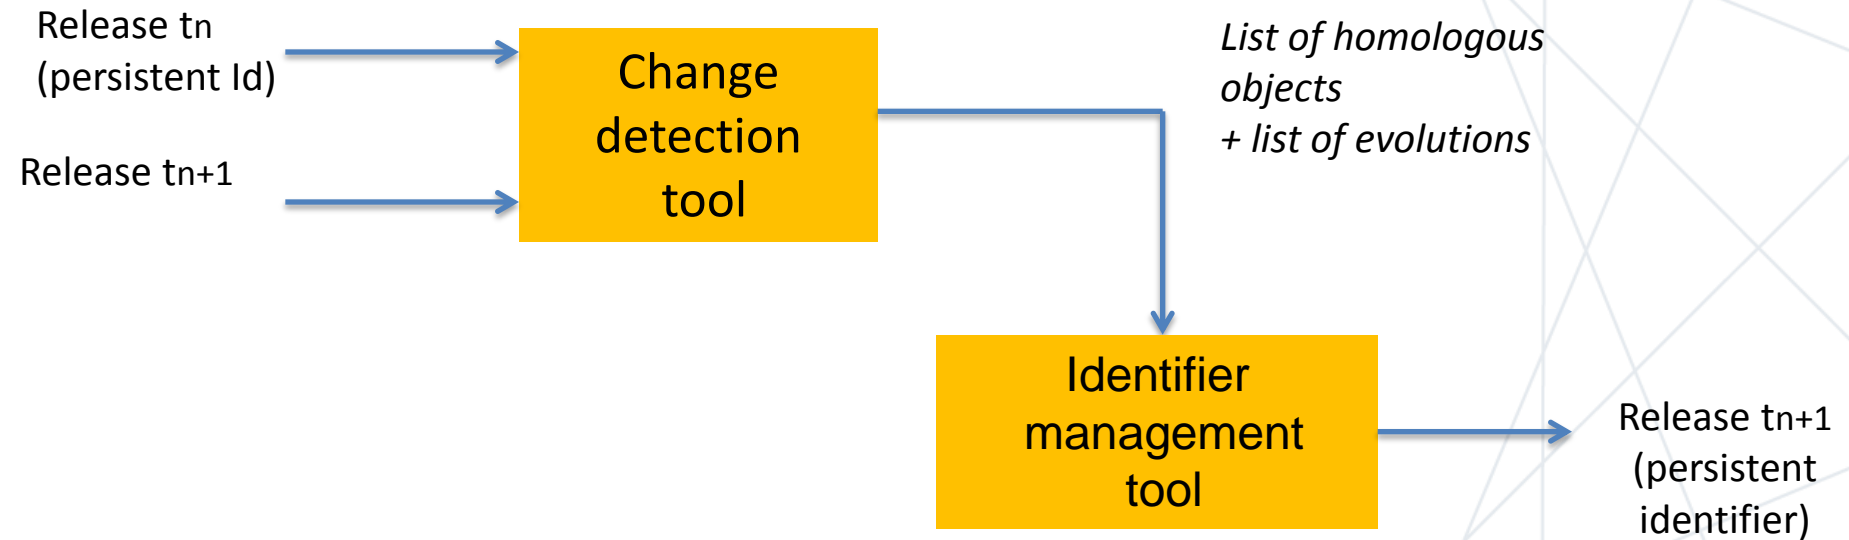 Release tn
(persistent Id)
Release tn+1
Change
detection
tool
List of homologous
objects
+ list of evolutions
Identifier
management
tool
Release tn+1
(persistent
identifier)